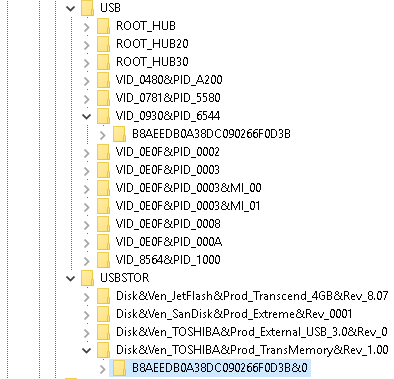 USB
ROOT_HUB
ROOT_HUB20
ROOT_HUB30
VID_0480&PID_A200
VID_0781&PID_5580
VID_0930&PID_6544
B8AEEDB0A38DC090266F0D3B
VID_0E0F&PID_0002
VID_0E0F&PID_0003
VID_0E0F&PID_0003&MI_00
VID_0E0F&PID_0003&MI_01
VID_0E0F&PID_0008
VID_0E0F&PID_000A
VID_8564&PID_1000
USBSTOR
Disk&Ven_JetFlash&Prod_Transcend_4GB&Rev_8.07
Disk&Ven_SanDisk&Prod_Extreme&Rev_0001
Disk&Ven_TOSHIBA&Prod_External_USB_3.0&Rev_0
Disk&Ven_TOSHIBA&Prod_TransMemory&Rev_1.00
B8AEEDB0A38DC090266F0D3B&0